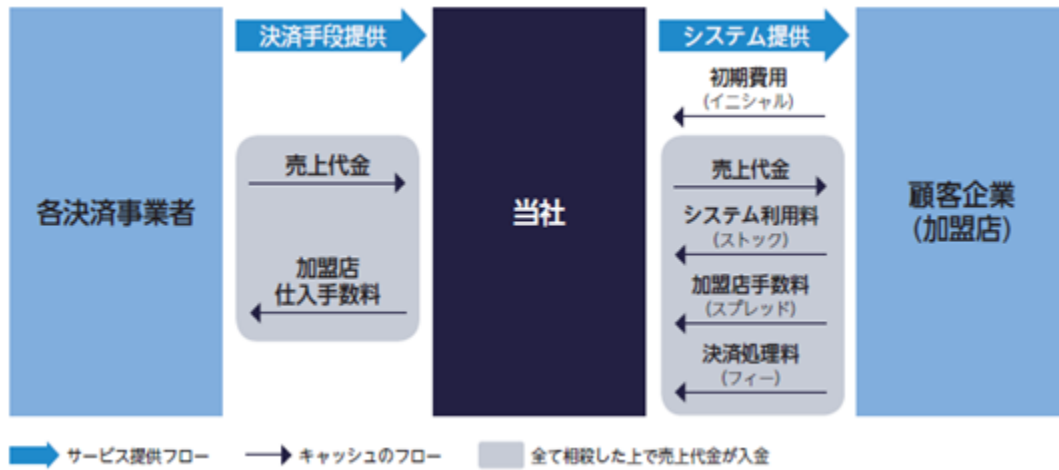 決済手段提供
システム提供
初期費用
(イニシャル)
売上代金
加盟店
仕入手数料
売上代金
システム利用料
(ストック)
加盟店手数料
(スプレッド)
決済処理料
(フィー)
各決済事業者
当社
顧客企業
(加盟店)
サービス提供フロー
キャッシュのフロー
全て相殺した上で売上代金が入金